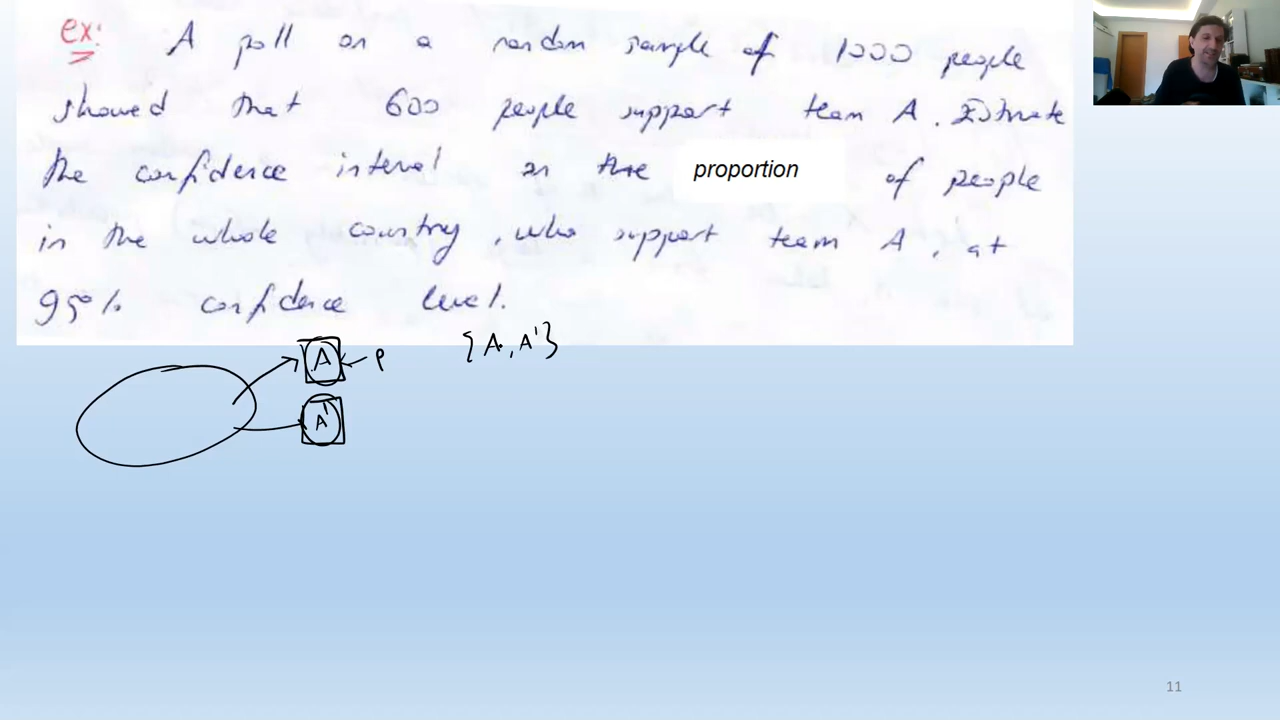 ex: A poll on a random sample of 1000 people
showed that 600 people support team A. Estimate
the confidence interval on the proportion of people
in the whole country, who support team A, at
95% confidence level.
A p {A, A'}
A'
11